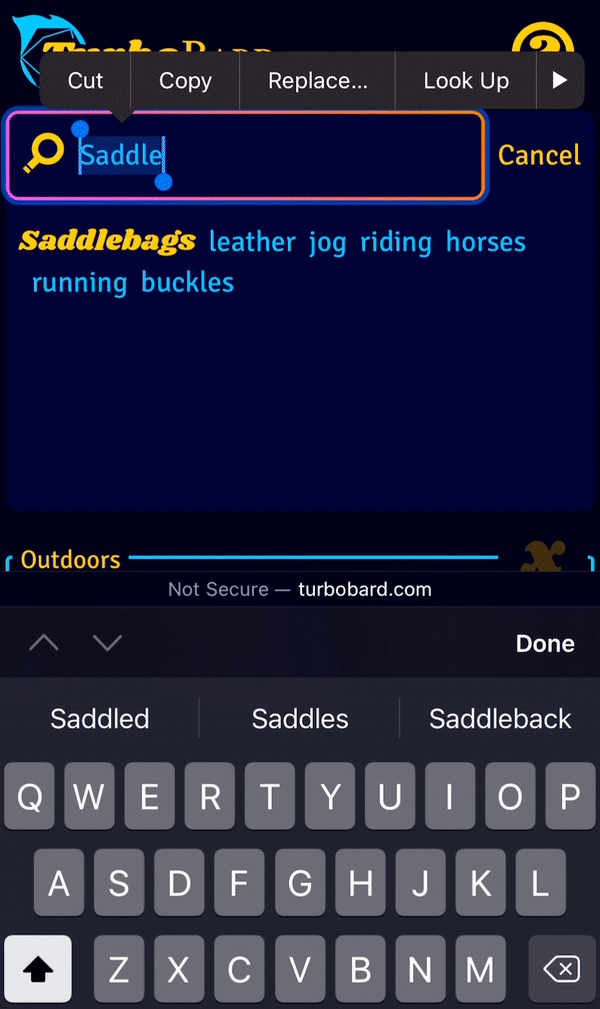 TurboBard
?
Cut Copy Replace... Look Up
Saddle Cancel
Saddlebags leather jog riding horses
running buckles
Outdoors x
Not Secure — turbobard.com
Done
Saddled Saddles Saddleback
Q W E R T Y U I O P
A S D F G H J K L
Z X C V B N M